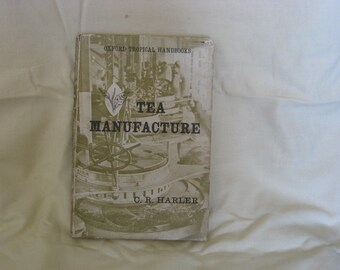 OXFORD TROPICAL HANDBOOKS
TEA
MANUFACTURE
C. R. HARLER